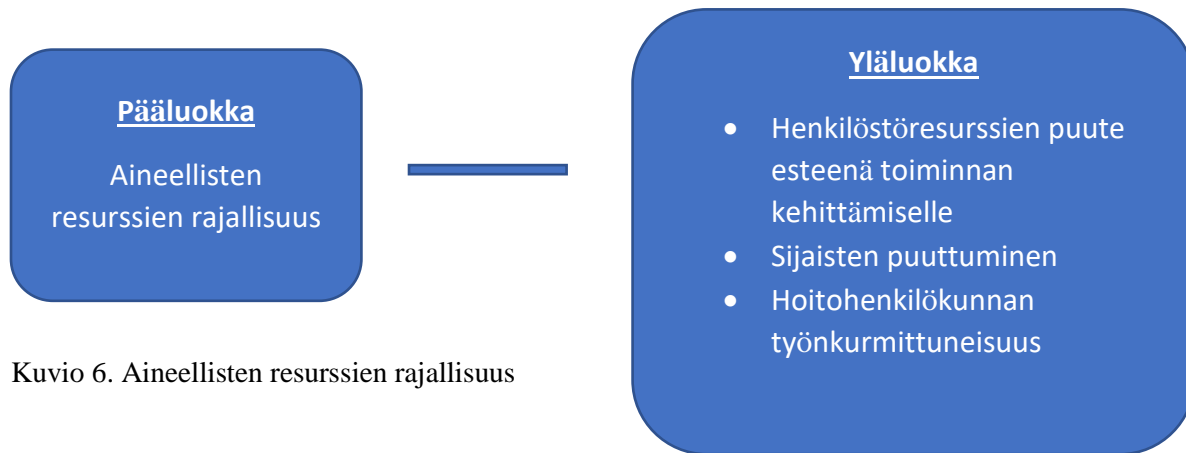 Pääluokka
Aineellisten
resurssien rajallisuus
Yläluokka
• Henkilöstöresurssien puute
esteenä toiminnan
kehittämiselle
• Sijaisten puuttuminen
• Hoitohenkilökunnan
työnkurmittuneisuus
Kuvio 6. Aineellisten resurssien rajallisuus